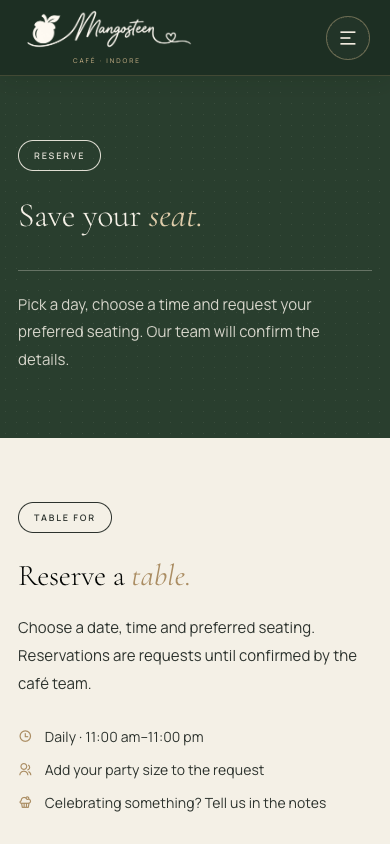 Mangosteen
CAFÉ · INDORE
RESERVE
Save your seat.
Pick a day, choose a time and request your
preferred seating. Our team will confirm the
details.
TABLE FOR
Reserve a table.
Choose a date, time and preferred seating.
Reservations are requests until confirmed by the
café team.
Daily · 11:00 am–11:00 pm
Add your party size to the request
Celebrating something? Tell us in the notes